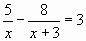 5/x − 8/(x + 3) = 3